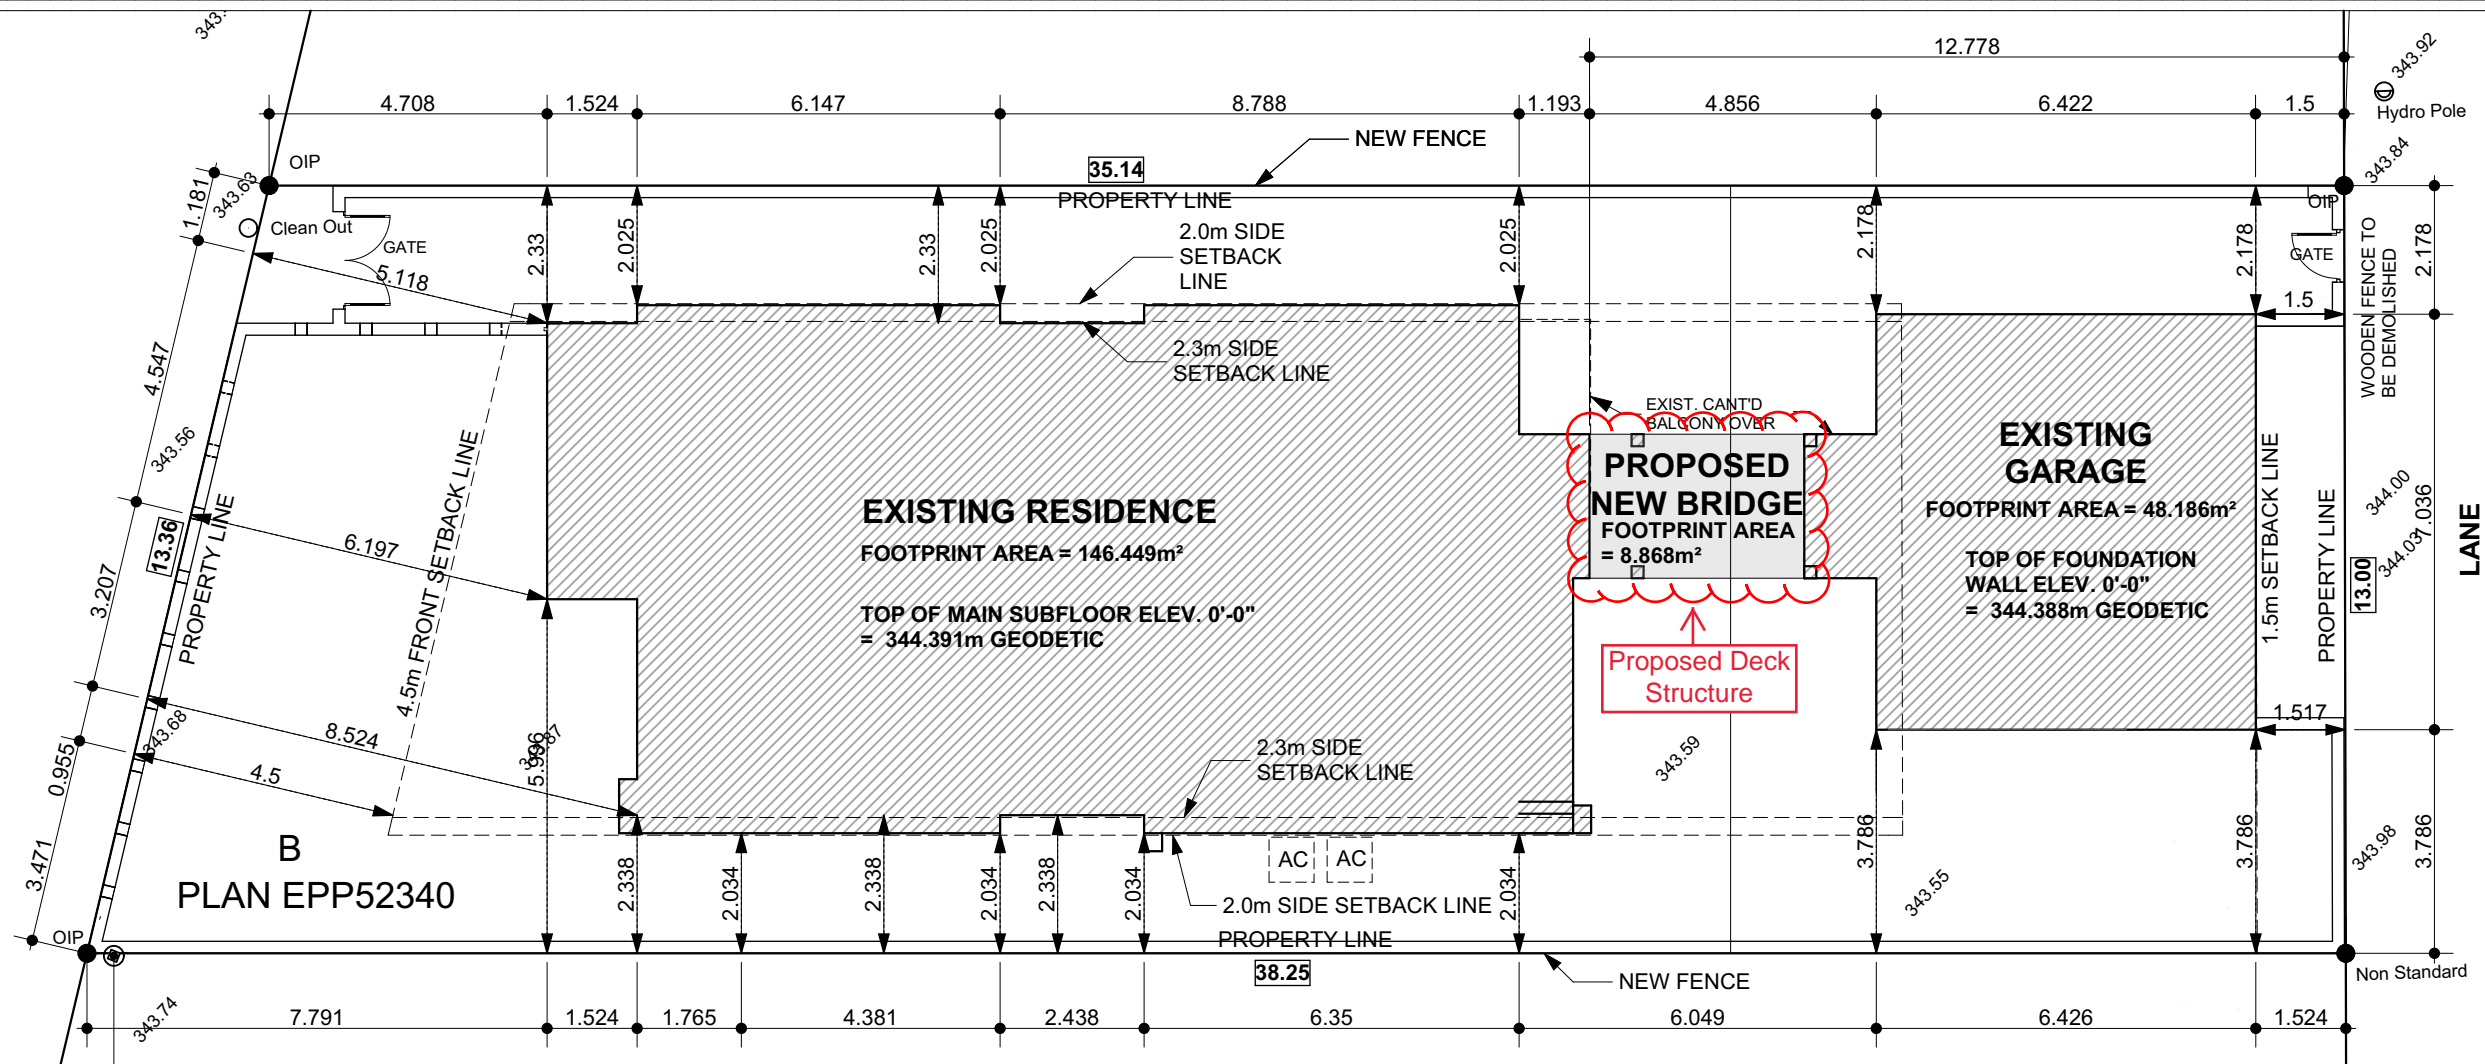 343.
12.778
343.92
4.708
1.524
6.147
8.788
1.193
4.856
6.422
1.5
Hydro Pole
NEW FENCE
OIP
35.14
343.84
1.181
343.63
PROPERTY LINE
OIP
Clean Out
GATE
2.33
2.025
2.33
2.025
2.0m SIDE
SETBACK
LINE
2.025
2.178
2.178
GATE
WOODEN FENCE TO
BE DEMOLISHED
2.178
5.118
1.5
4.547
2.3m SIDE
SETBACK LINE
EXIST. CANT'D
BALCONY OVER
343.56
4.5m FRONT SETBACK LINE
PROPOSED
NEW BRIDGE
FOOTPRINT AREA
= 8.868m²
EXISTING
GARAGE
FOOTPRINT AREA = 48.186m²
TOP OF FOUNDATION
WALL ELEV. 0'-0"
= 344.388m GEODETIC
1.5m SETBACK LINE
PROPERTY LINE
344.00
7.036
344.03
LANE
13.00
13.36
PROPERTY LINE
6.197
EXISTING RESIDENCE
FOOTPRINT AREA = 146.449m²
TOP OF MAIN SUBFLOOR ELEV. 0'-0"
= 344.391m GEODETIC
3.207
Proposed Deck
Structure
343.68
8.524
5.996
1.517
0.955
4.5
2.3m SIDE
SETBACK LINE
343.59
3.471
B
PLAN EPP52340
2.338
2.034
2.338
2.034
2.338
2.034
AC
AC
2.034
3.786
343.55
3.786
343.98
3.786
2.0m SIDE SETBACK LINE
OIP
PROPERTY LINE
38.25
NEW FENCE
Non Standard
343.74
7.791
1.524
1.765
4.381
2.438
6.35
6.049
6.426
1.524